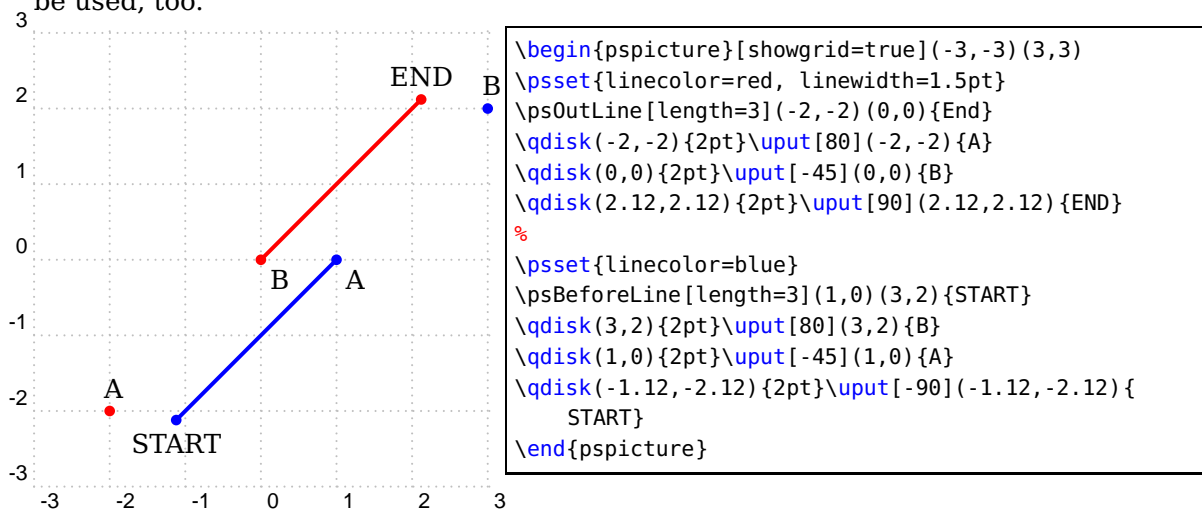 be used, too.
3
2
1
0
-1
-2
-3
-3 -2 -1 0 1 2 3
END
B
B
A
A
START
\begin{pspicture}[showgrid=true](-3,-3)(3,3)
\psset{linecolor=red, linewidth=1.5pt}
\psOutLine[length=3](-2,-2)(0,0){End}
\qdisk(-2,-2){2pt}\uput[80](-2,-2){A}
\qdisk(0,0){2pt}\uput[-45](0,0){B}
\qdisk(2.12,2.12){2pt}\uput[90](2.12,2.12){END}
%
\psset{linecolor=blue}
\psBeforeLine[length=3](1,0)(3,2){START}
\qdisk(3,2){2pt}\uput[80](3,2){B}
\qdisk(1,0){2pt}\uput[-45](1,0){A}
\qdisk(-1.12,-2.12){2pt}\uput[-90](-1.12,-2.12){
START}
\end{pspicture}